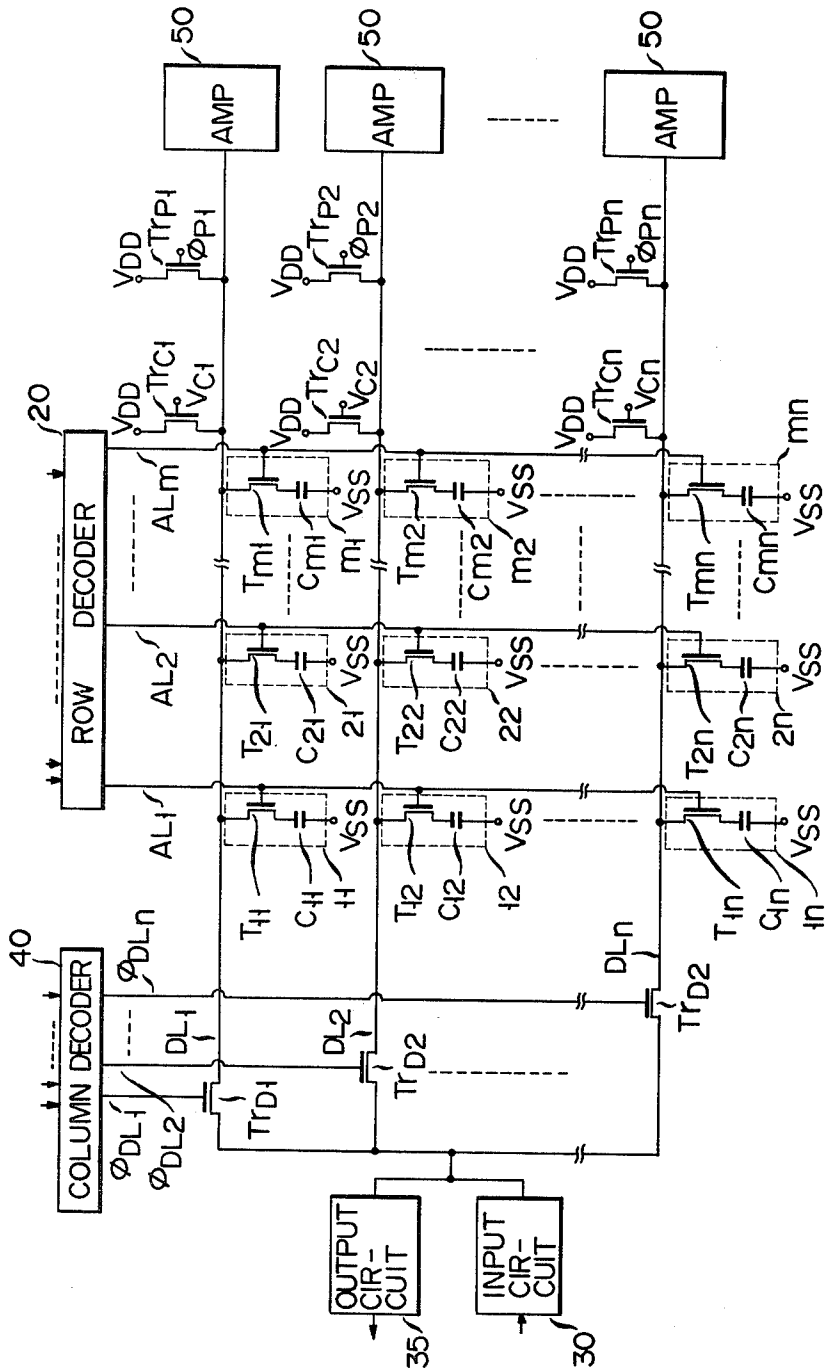 40
COLUMN DECODER
ØDL1
ØDL2
ØDLn
20
ROW DECODER
AL1
AL2
ALm
DL1
TrD1
T11
C11
11
VSS
T21
C21
21
VSS
Tm1
Cm1
m1
VSS
VDD
TrC1
VC1
VDD
TrP1
ØP1
AMP
50
DL2
TrD2
T12
C12
12
VSS
T22
C22
22
VSS
Tm2
Cm2
m2
VSS
VDD
TrC2
VC2
VDD
TrP2
ØP2
AMP
50
DLn
TrD2
T1n
C1n
1n
VSS
T2n
C2n
2n
VSS
Tmn
Cmn
mn
VSS
VDD
TrCn
VCn
VDD
TrPn
ØPn
AMP
50
OUTPUT
CIR-
CUIT
35
INPUT
CIR-
CUIT
30